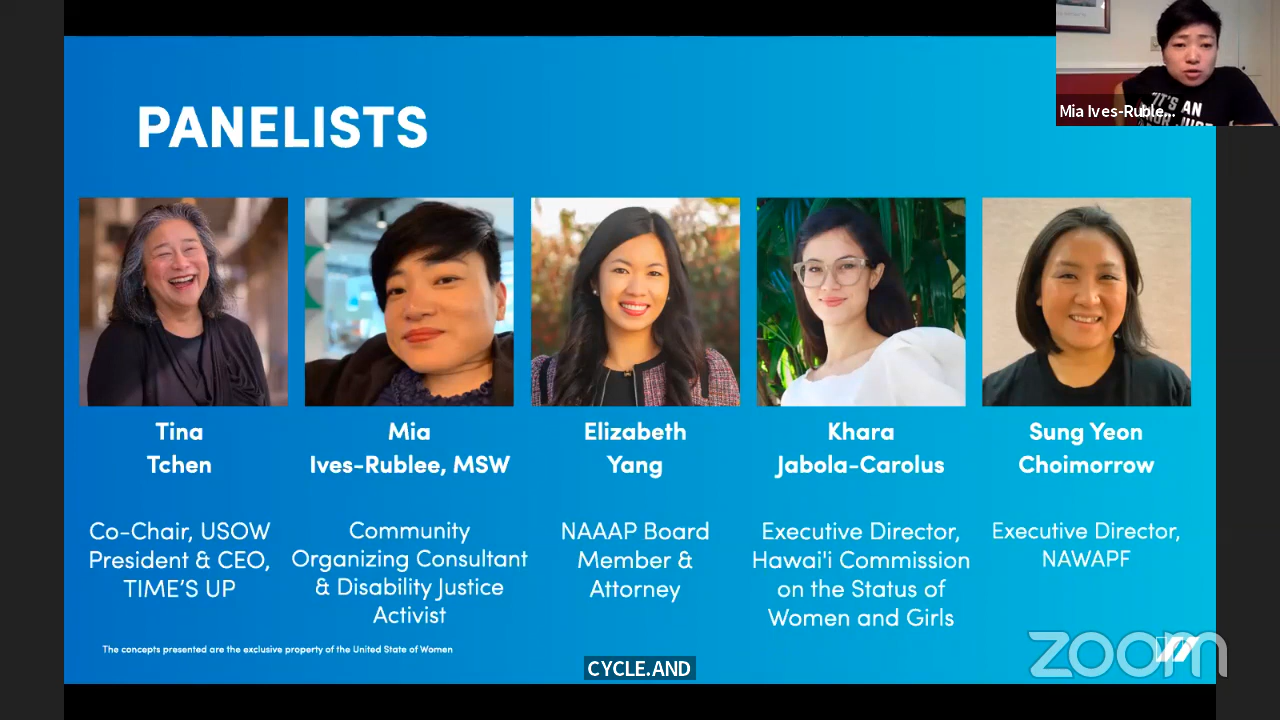 PANELISTS
Mia Ives-Ruble...
"IT'S AN
Tina
Tchen
Co-Chair, USOW
President & CEO,
TIME'S UP
Mia
Ives-Rublee, MSW
Community
Organizing Consultant
& Disability Justice
Activist
Elizabeth
Yang
NAAAP Board
Member &
Attorney
Khara
Jabola-Carolus
Executive Director,
Hawai'i Commission
on the Status of
Women and Girls
Sung Yeon
Choimorrow
Executive Director,
NAWAPF
The concepts presented are the exclusive property of the United State of Women
CYCLE.AND
zoom